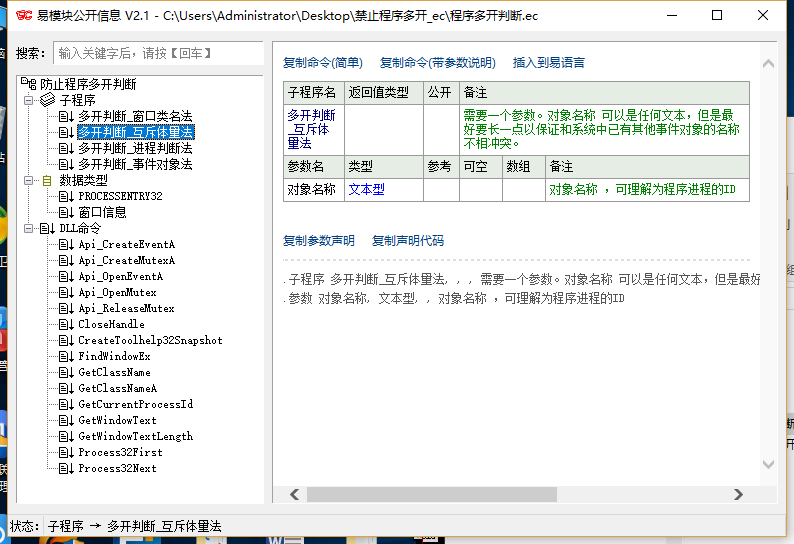 易模块公开信息 V2.1 - C:\Users\Administrator\Desktop\禁止程序多开_ec\程序多开判断.ec
搜索： 输入关键字后，请按【回车】
防止程序多开判断
子程序
多开判断_窗口类名法
多开判断_互斥体量法
多开判断_进程判断法
多开判断_事件对象法
数据类型
PROCESSENTRY32
窗口信息
DLL命令
Api_CreateEventA
Api_CreateMutexA
Api_OpenEventA
Api_OpenMutex
Api_ReleaseMutex
CloseHandle
CreateToolhelp32Snapshot
FindWindowEx
GetClassName
GetClassNameA
GetCurrentProcessId
GetWindowText
GetWindowTextLength
Process32First
Process32Next
复制命令(简单) 复制命令(带参数说明) 插入到易语言
子程序名 返回值类型 公开 备注
多开判断
_互斥体
量法
需要一个参数。对象名称 可以是任何文本，但是最
好要长一点以保证和系统中已有其他事件对象的名称
不相冲突。
参数名 类型 参考 可空 数组 备注
对象名称 文本型 对象名称 ，可理解为程序进程的ID
复制参数声明 复制声明代码
.子程序 多开判断_互斥体量法, , , 需要一个参数。对象名称 可以是任何文本，但是最好
.参数 对象名称, 文本型, , 对象名称 ，可理解为程序进程的ID
状态： 子程序 → 多开判断_互斥体量法